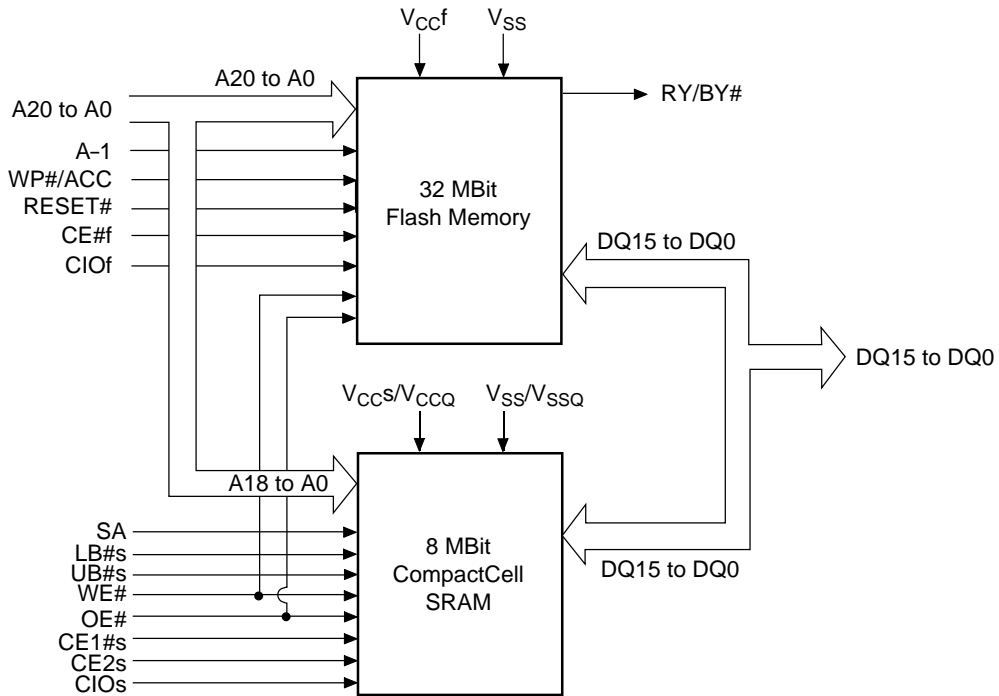 VCCf VSS
A20 to A0
A20 to A0
RY/BY#
A–1
WP#/ACC
RESET#
CE#f
CIOf
32 MBit
Flash Memory
DQ15 to DQ0
DQ15 to DQ0
VCCs/VCCQ VSS/VSSQ
A18 to A0
SA
LB#s
UB#s
WE#
OE#
CE1#s
CE2s
CIOs
8 MBit
CompactCell
SRAM
DQ15 to DQ0